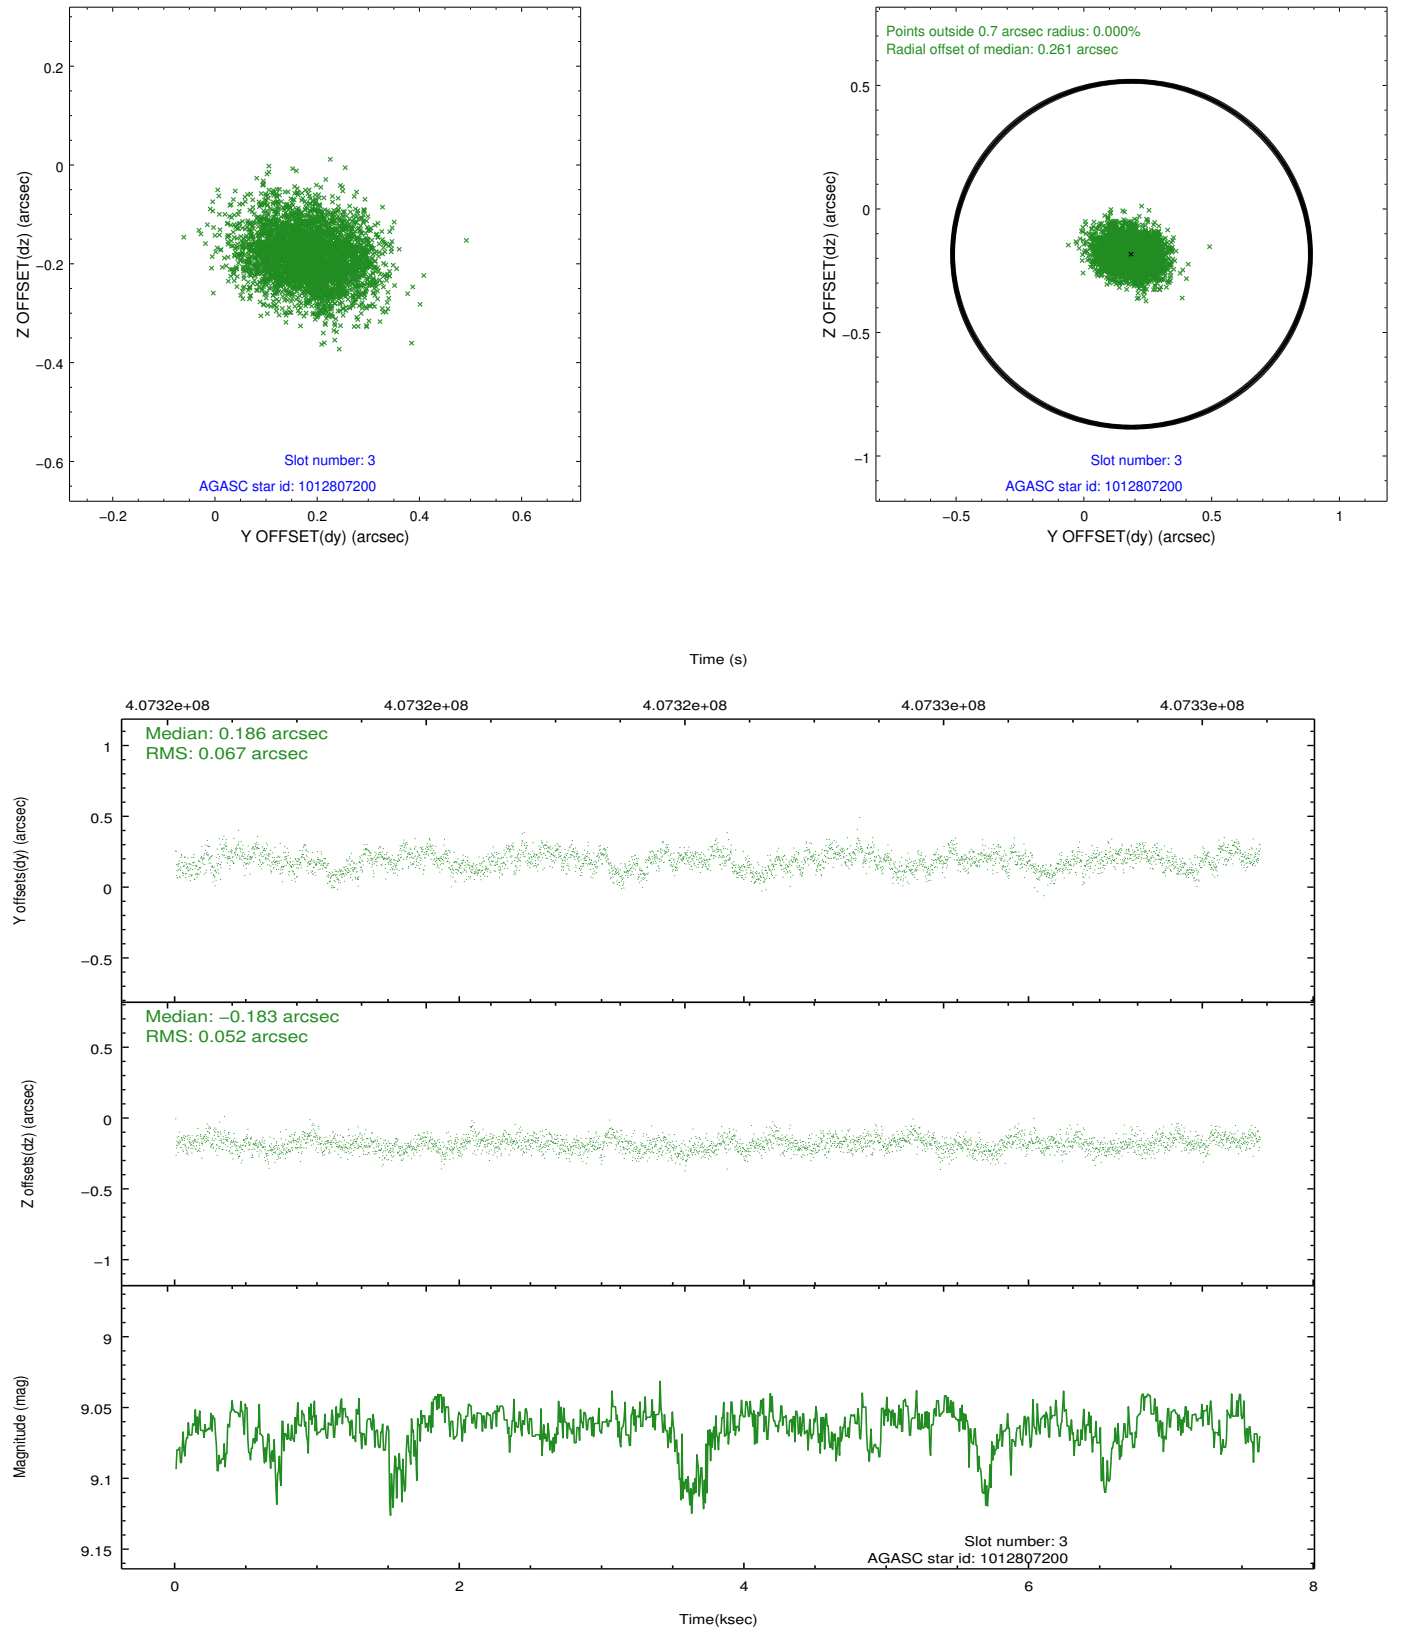 0.2
0
−0.2
−0.4
−0.6
Z OFFSET(dz) (arcsec)
Slot number: 3
AGASC star id: 1012807200
−0.2 0 0.2 0.4 0.6
Y OFFSET(dy) (arcsec)
Points outside 0.7 arcsec radius: 0.000%
Radial offset of median: 0.261 arcsec
0.5
0
−0.5
−1
Z OFFSET(dz) (arcsec)
Slot number: 3
AGASC star id: 1012807200
−0.5 0 0.5 1
Y OFFSET(dy) (arcsec)
Time (s)
4.0732e+08 4.0732e+08 4.0732e+08 4.0733e+08 4.0733e+08
Median: 0.186 arcsec
RMS: 0.067 arcsec
1
0.5
0
−0.5
Y offsets(dy) (arcsec)
Median: −0.183 arcsec
RMS: 0.052 arcsec
0.5
0
−0.5
−1
Z offsets(dz) (arcsec)
9
9.05
9.1
9.15
Magnitude (mag)
Slot number: 3
AGASC star id: 1012807200
0 2 4 6 8
Time(ksec)